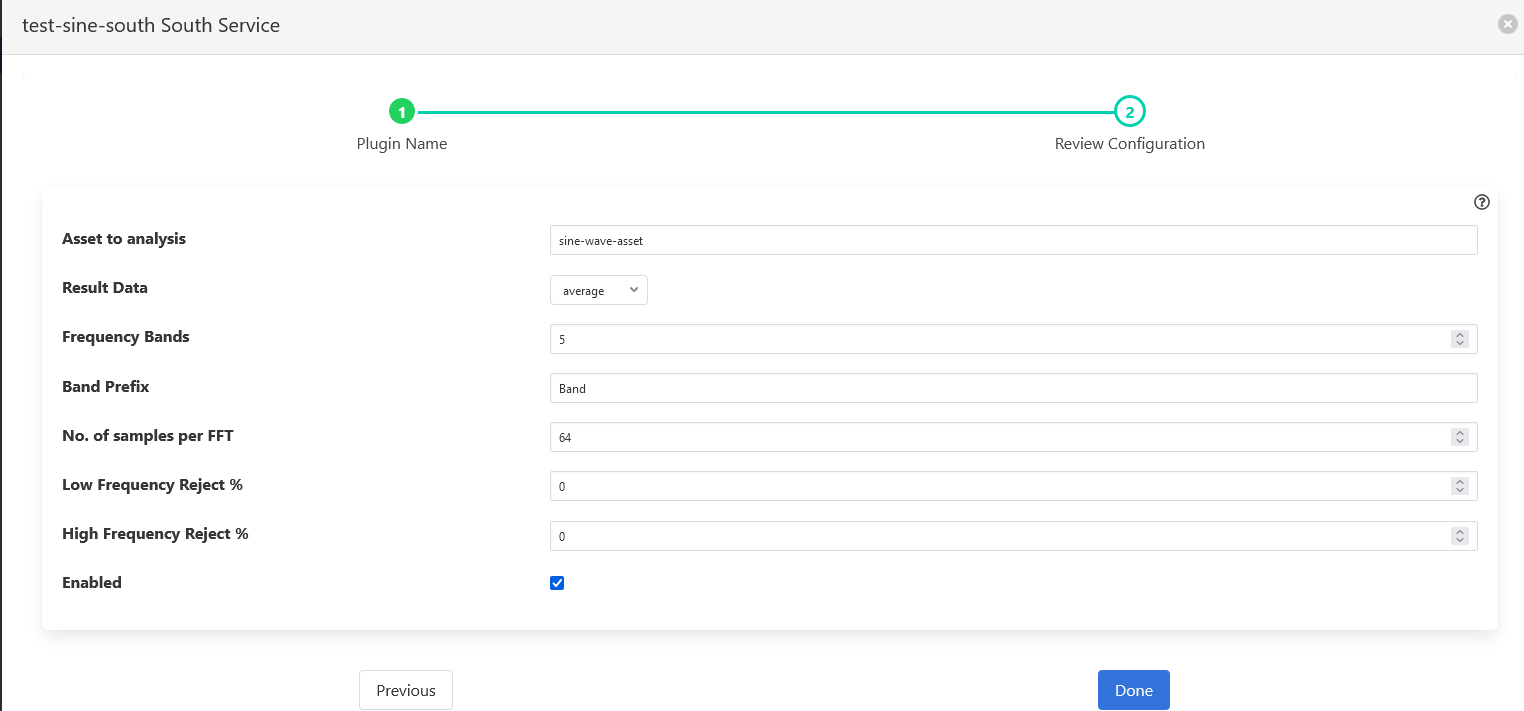 test-sine-south South Service
1
2
Plugin Name
Review Configuration
Asset to analysis
sine-wave-asset
Result Data
average
Frequency Bands
5
Band Prefix
Band
No. of samples per FFT
64
Low Frequency Reject %
0
High Frequency Reject %
0
Enabled
Previous
Done